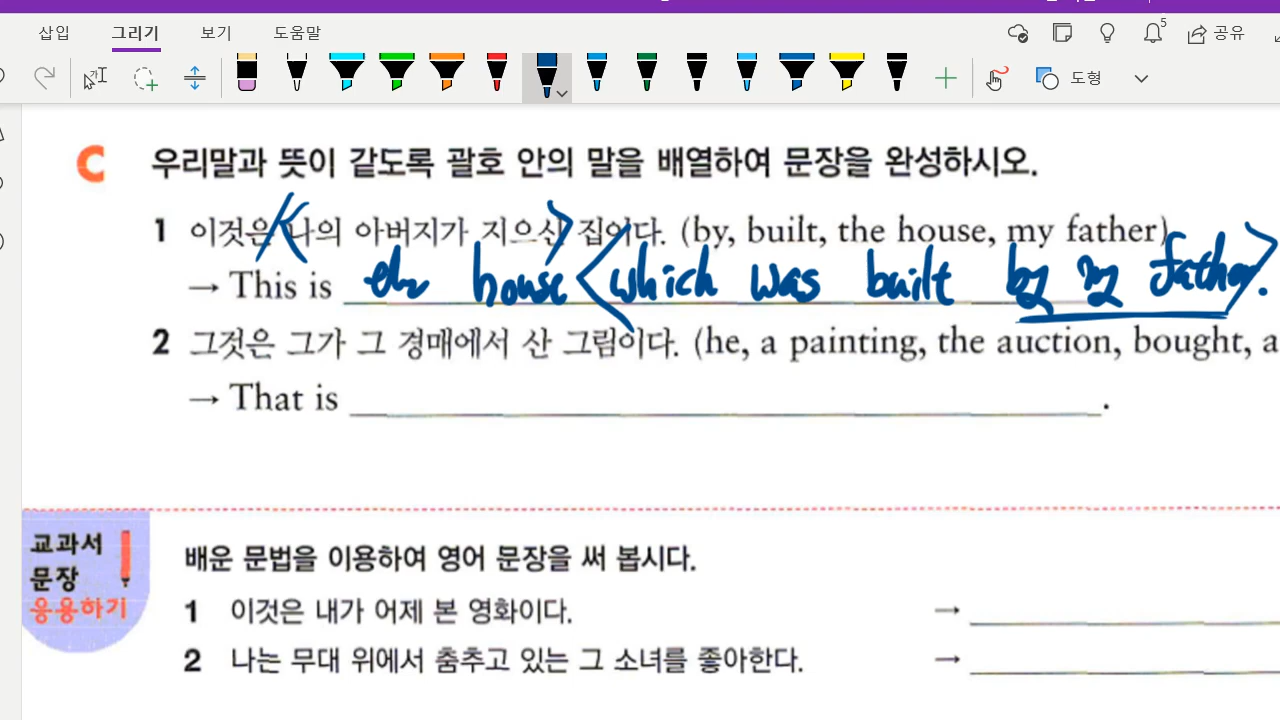 삽입 그리기 보기 도움말 5 공유
가 도형
C 우리말과 뜻이 같도록 괄호 안의 말을 배열하여 문장을 완성하시오.
1 이것은 나의 아버지가 지으신 집이다. (by, built, the house, my father)
→ This is the house which was built by my father.
2 그것은 그가 그 경매에서 산 그림이다. (he, a painting, the auction, bought, a
→ That is .
교과서
문장
응용하기
배운 문법을 이용하여 영어 문장을 써 봅시다.
1 이것은 내가 어제 본 영화이다. →
2 나는 무대 위에서 춤추고 있는 그 소녀를 좋아한다. →